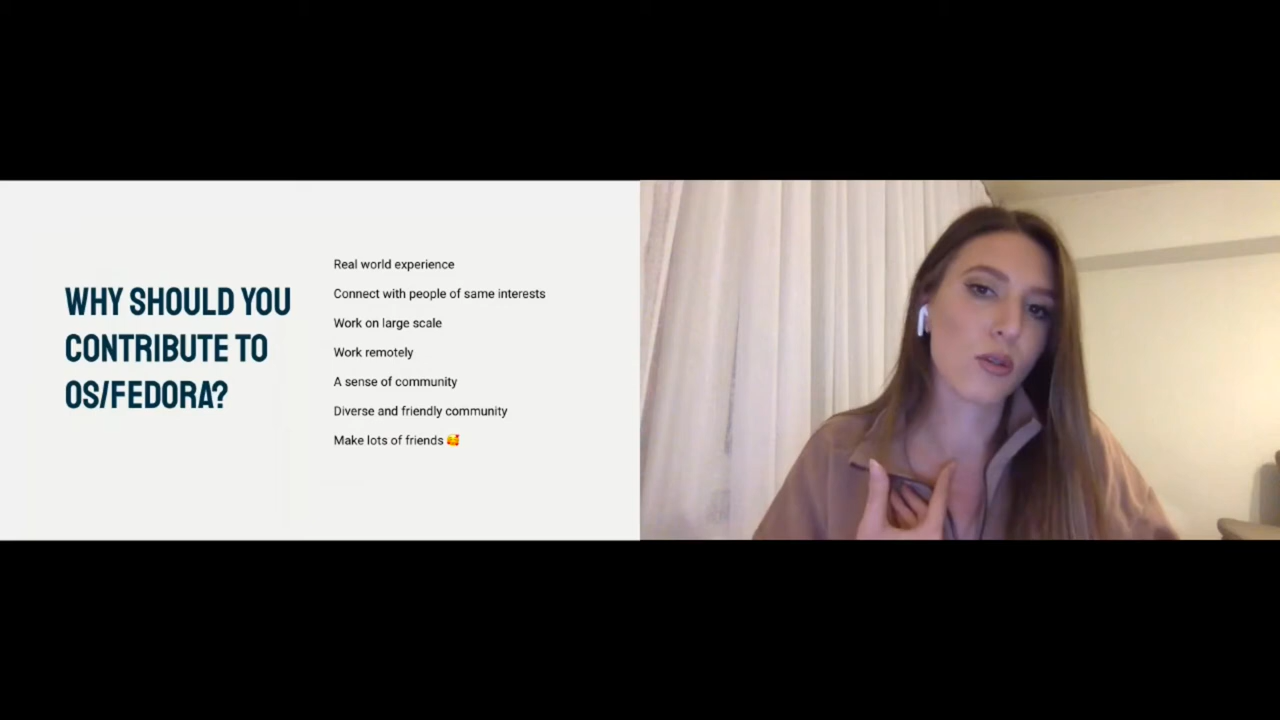 WHY SHOULD YOU
CONTRIBUTE TO
OS/FEDORA?
Real world experience
Connect with people of same interests
Work on large scale
Work remotely
A sense of community
Diverse and friendly community
Make lots of friends 🥰